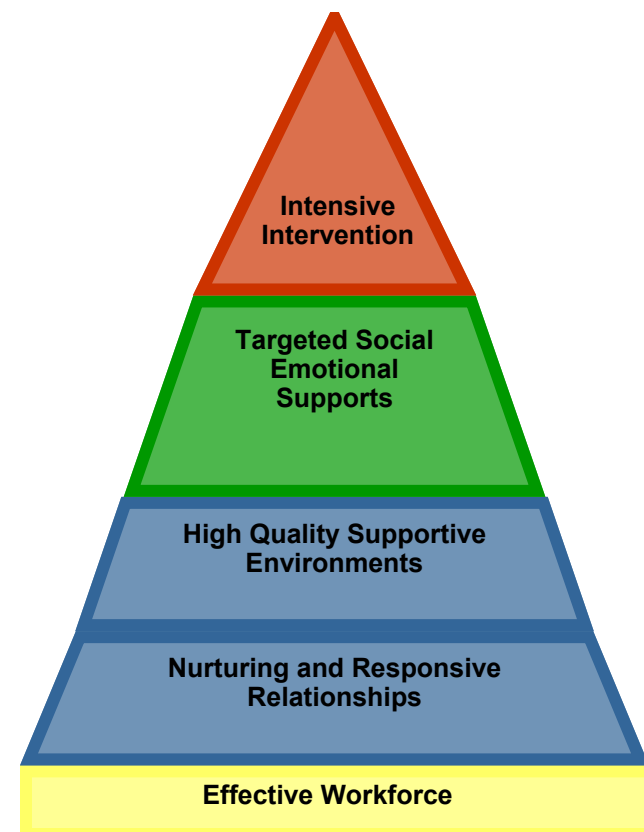 Intensive
Intervention
Targeted Social
Emotional
Supports
High Quality Supportive
Environments
Nurturing and Responsive
Relationships
Effective Workforce